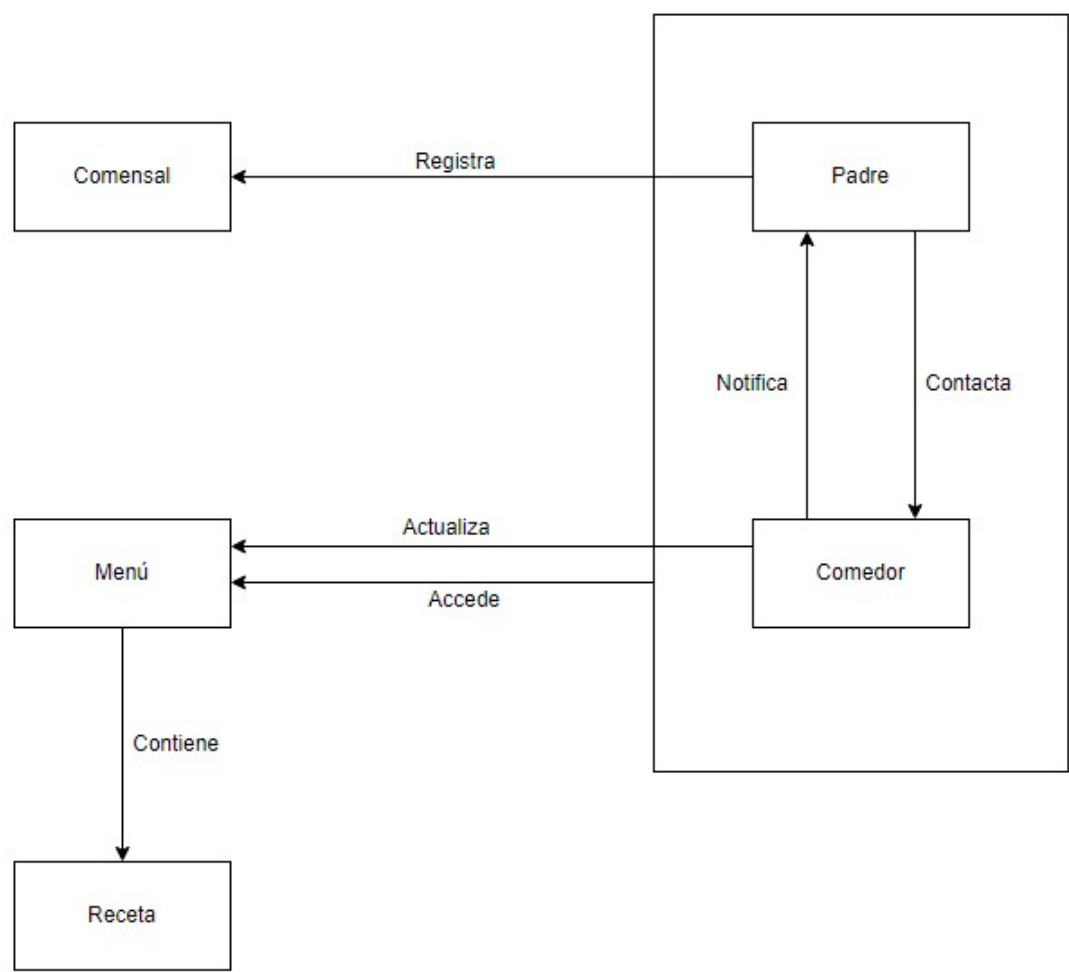 Comensal
Registra
Padre
Notifica
Contacta
Menú
Actualiza
Accede
Comedor
Contiene
Receta